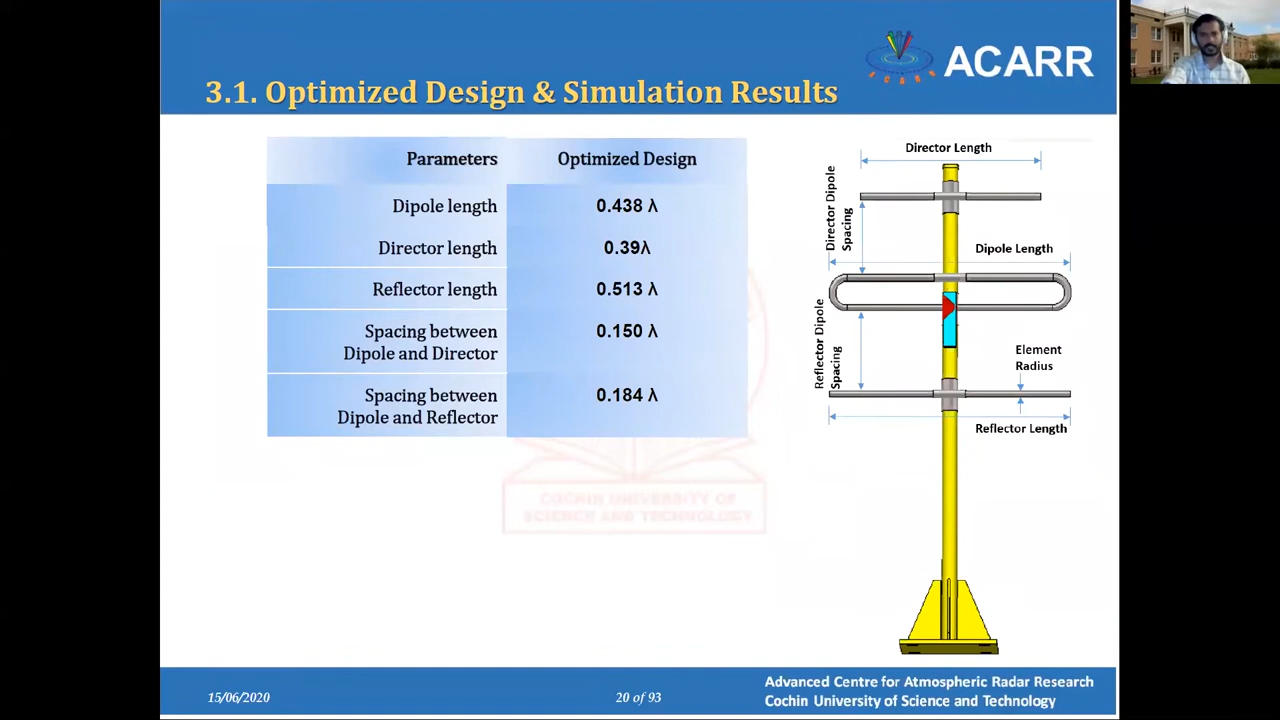 ACARR
ACARR
3.1. Optimized Design & Simulation Results
Parameters Optimized Design
Dipole length 0.438 λ
Director length 0.39λ
Reflector length 0.513 λ
Spacing between
Dipole and Director 0.150 λ
Spacing between
Dipole and Reflector 0.184 λ
COCHIN UNIVERSITY OF
SCIENCE AND TECHNOLOGY
Director Length
Director Dipole
Spacing
Dipole Length
Reflector Dipole
Spacing
Element
Radius
Reflector Length
15/06/2020
20 of 93
Advanced Centre for Atmospheric Radar Research
Cochin University of Science and Technology